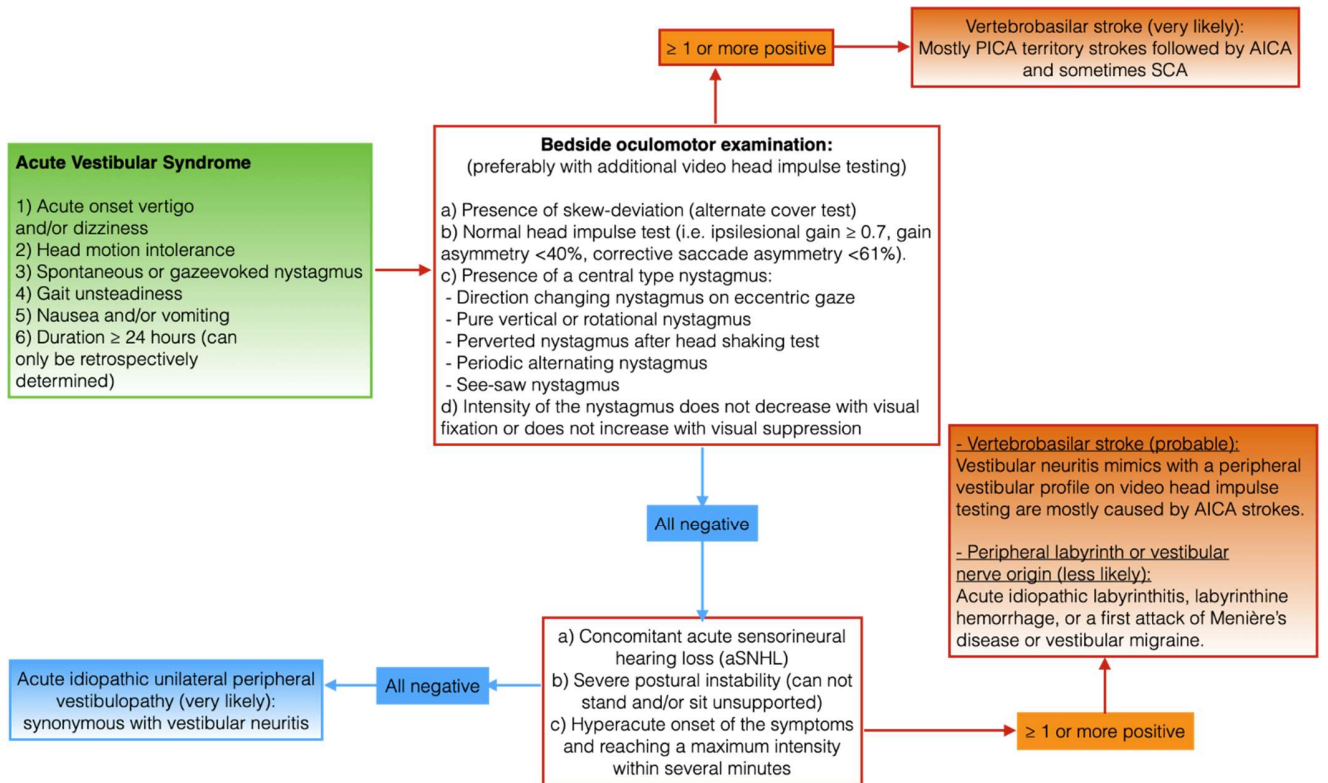 Acute Vestibular Syndrome
1) Acute onset vertigo
and/or dizziness
2) Head motion intolerance
3) Spontaneous or gazeevoked nystagmus
4) Gait unsteadiness
5) Nausea and/or vomiting
6) Duration ≥ 24 hours (can
only be retrospectively
determined)
≥ 1 or more positive
Vertebrobasilar stroke (very likely):
Mostly PICA territory strokes followed by AICA
and sometimes SCA
Bedside oculomotor examination:
(preferably with additional video head impulse testing)
a) Presence of skew-deviation (alternate cover test)
b) Normal head impulse test (i.e. ipsilesional gain ≥ 0.7, gain
asymmetry <40%, corrective saccade asymmetry <61%).
c) Presence of a central type nystagmus:
- Direction changing nystagmus on eccentric gaze
- Pure vertical or rotational nystagmus
- Perverted nystagmus after head shaking test
- Periodic alternating nystagmus
- See-saw nystagmus
d) Intensity of the nystagmus does not decrease with visual
fixation or does not increase with visual suppression
All negative
a) Concomitant acute sensorineural
hearing loss (aSNHL)
b) Severe postural instability (can not
stand and/or sit unsupported)
c) Hyperacute onset of the symptoms
and reaching a maximum intensity
within several minutes
All negative
Acute idiopathic unilateral peripheral
vestibulopathy (very likely):
synonymous with vestibular neuritis
≥ 1 or more positive
- Vertebrobasilar stroke (probable):
Vestibular neuritis mimics with a peripheral
vestibular profile on video head impulse
testing are mostly caused by AICA strokes.
- Peripheral labyrinth or vestibular
nerve origin (less likely):
Acute idiopathic labyrinthitis, labyrinthine
hemorrhage, or a first attack of Menière's
disease or vestibular migraine.